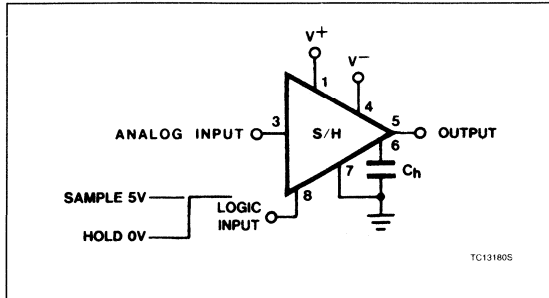 V+
V−
1
4
3
5
ANALOG INPUT
S/H
OUTPUT
6
7
Ch
SAMPLE 5V
8
LOGIC
INPUT
HOLD 0V
TC13180S